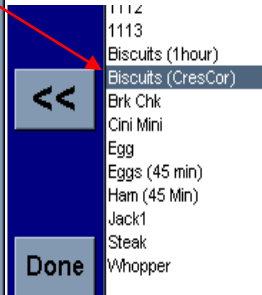 1112
1113
Biscuits (1hour)
Biscuits (CresCor)
<<
Brk Chk
Cini Mini
Egg
Eggs (45 min)
Ham (45 Min)
Jack1
Steak
Done
Whopper